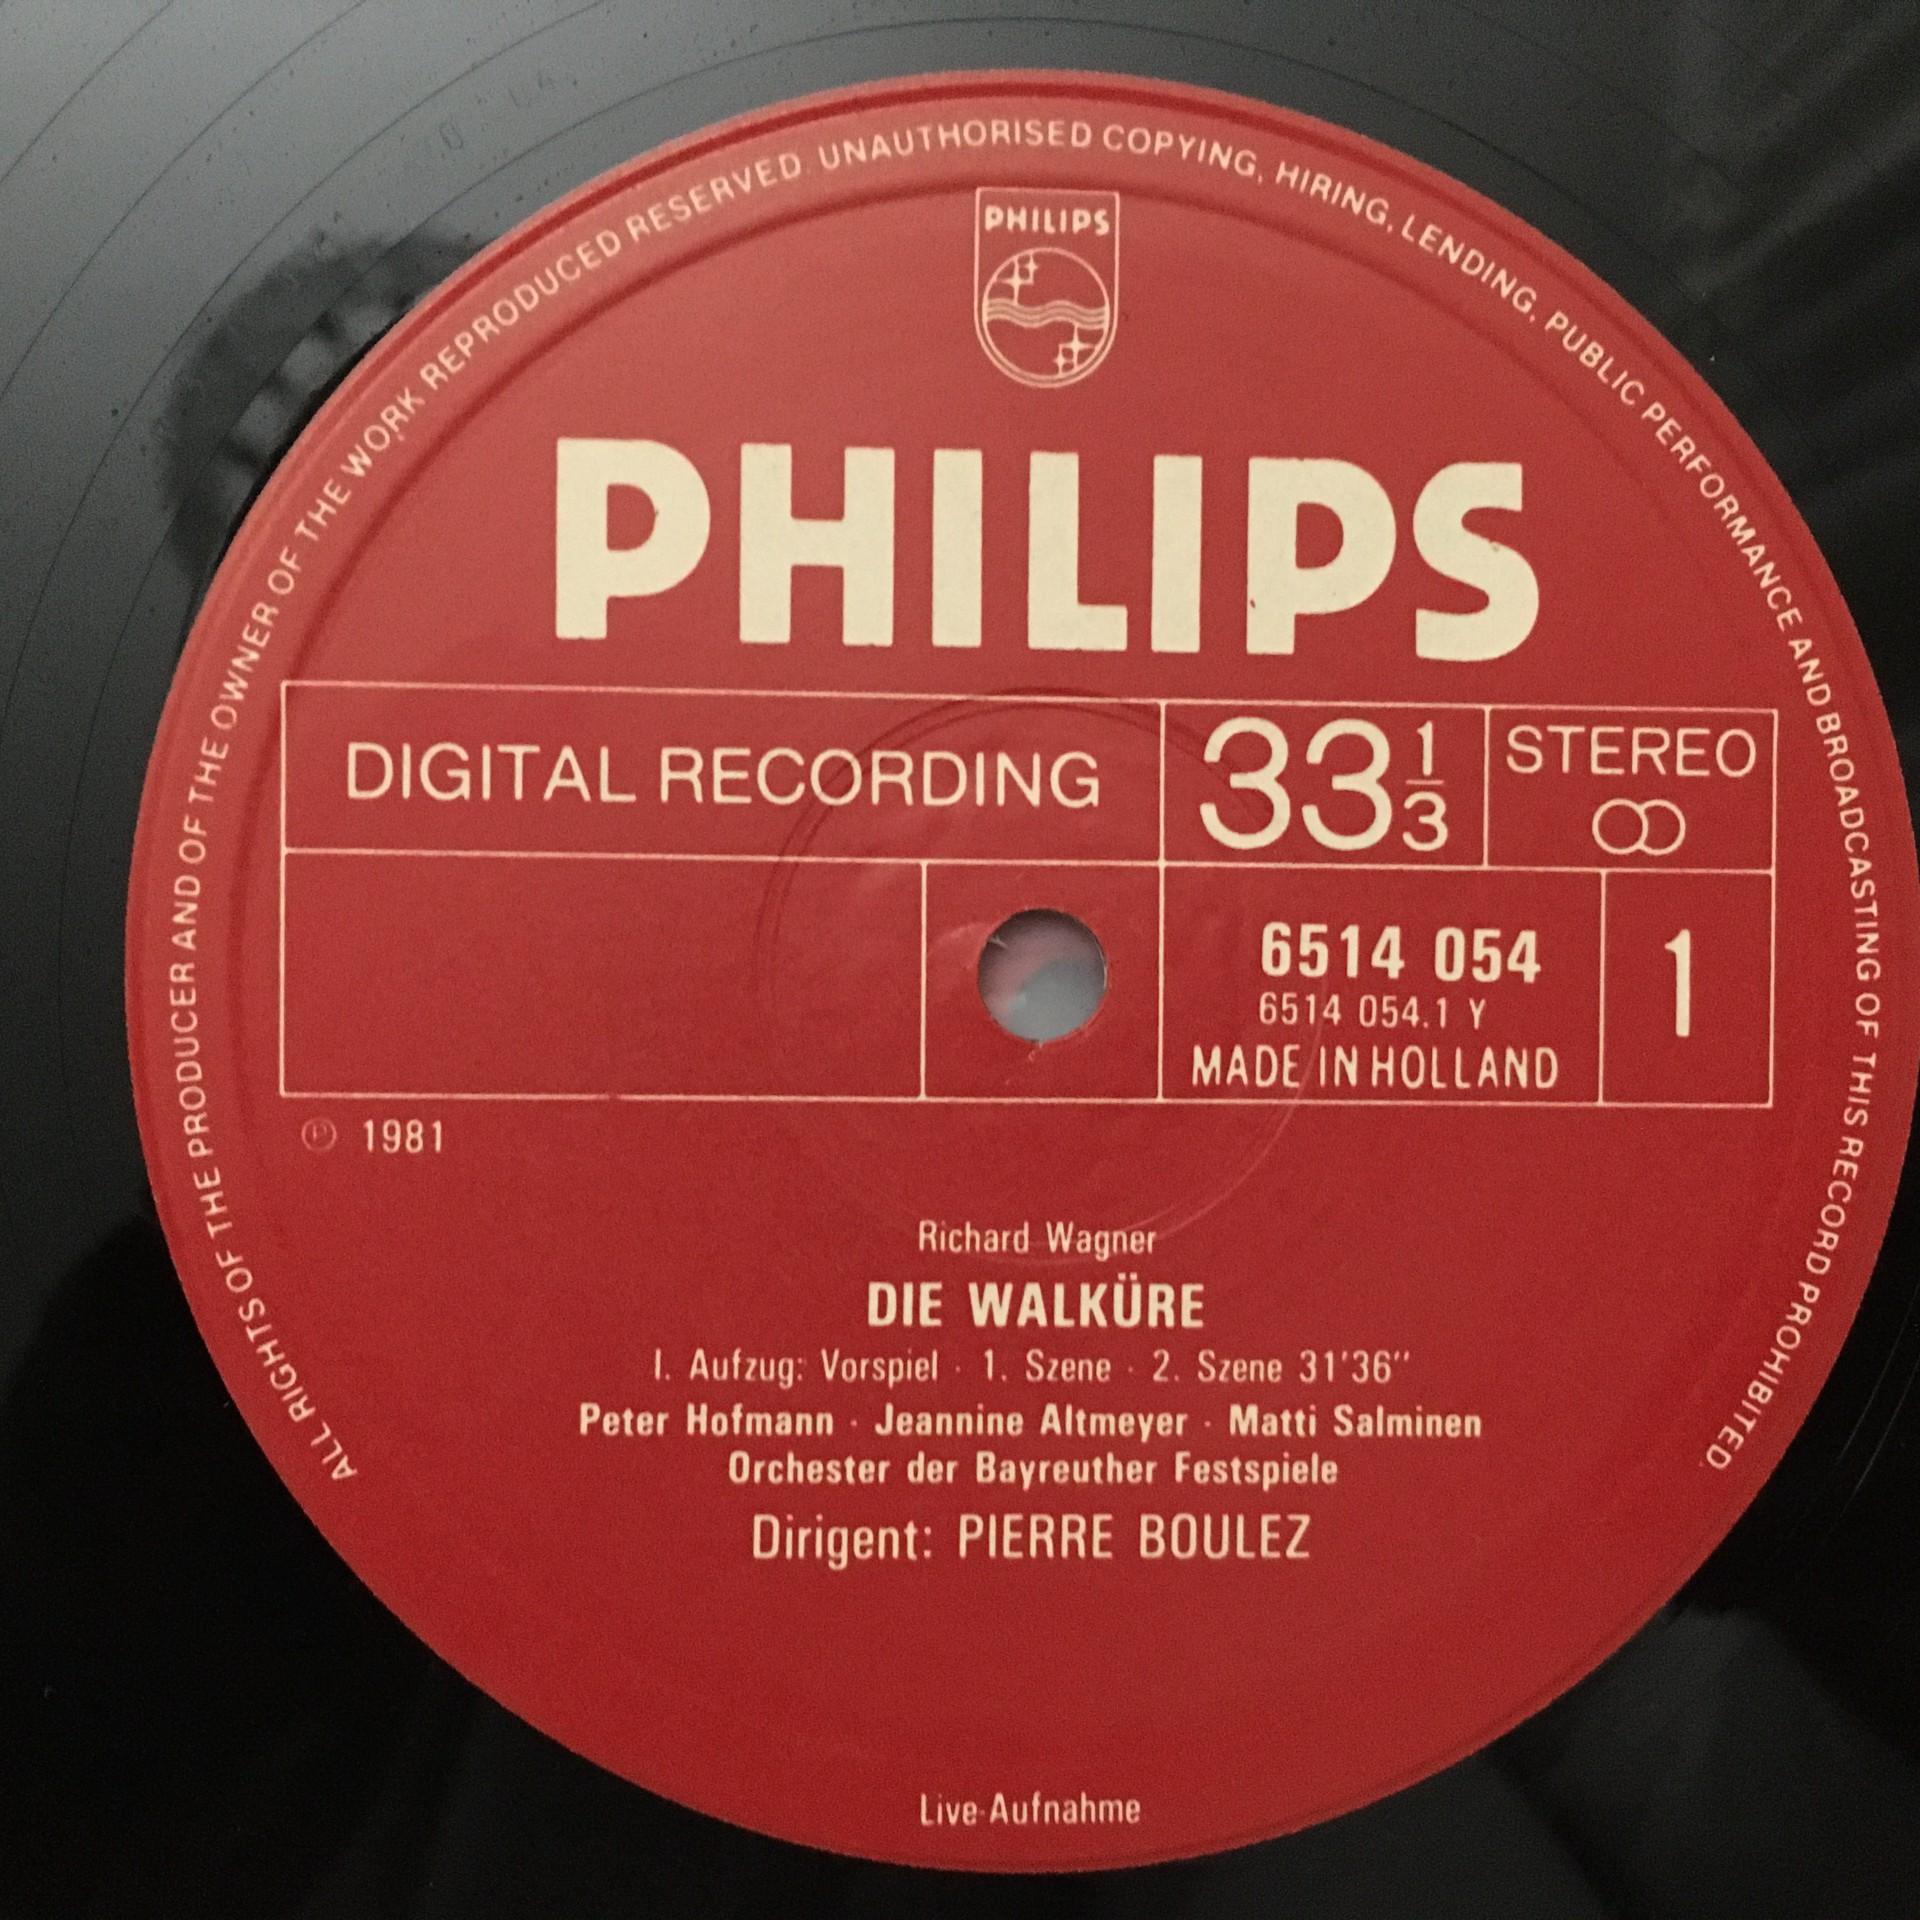 ALL RIGHTS OF THE PRODUCER AND OF THE OWNER OF THE WORK REPRODUCED RESERVED. UNAUTHORISED COPYING, HIRING, LENDING, PUBLIC PERFORMANCE AND BROADCASTING OF THIS RECORD PROHIBITED.
PHILIPS
PHILIPS
DIGITAL RECORDING
33 1/3
STEREO
6514 054
6514 054.1 Y
MADE IN HOLLAND
1
℗ 1981
Richard Wagner
DIE WALKÜRE
I. Aufzug: Vorspiel · 1. Szene · 2. Szene 31'36''
Peter Hofmann · Jeannine Altmeyer · Matti Salminen
Orchester der Bayreuther Festspiele
Dirigent: PIERRE BOULEZ
Live-Aufnahme